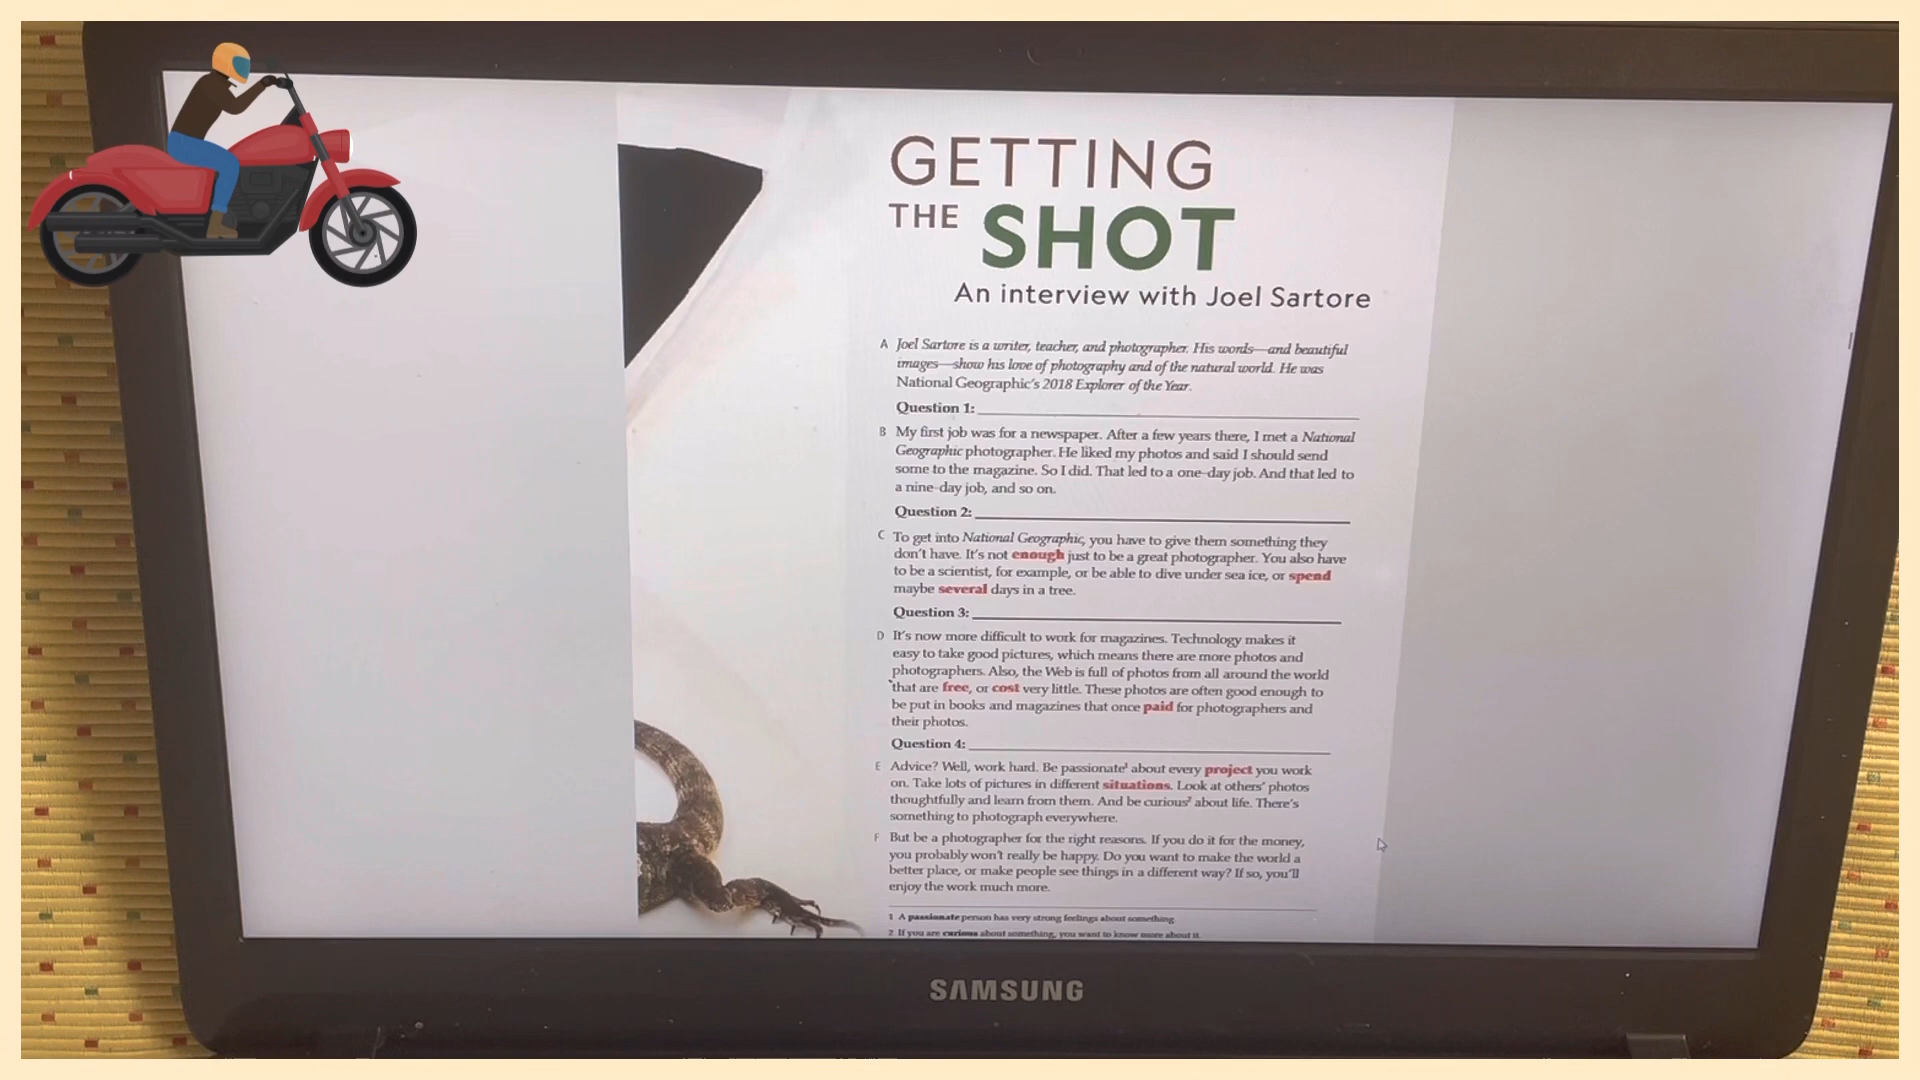 GETTING
THE SHOT
An interview with Joel Sartore
A Joel Sartore is a writer, teacher, and photographer. His words—and beautiful
images—show his love of photography and of the natural world. He was
National Geographic's 2018 Explorer of the Year.
Question 1:
B My first job was for a newspaper. After a few years there, I met a National
Geographic photographer. He liked my photos and said I should send
some to the magazine. So I did. That led to a one-day job. And that led to
a nine-day job, and so on.
Question 2:
C To get into National Geographic, you have to give them something they
don't have. It's not enough just to be a great photographer. You also have
to be a scientist, for example, or be able to dive under sea ice, or spend
maybe several days in a tree.
Question 3:
D It's now more difficult to work for magazines. Technology makes it
easy to take good pictures, which means there are more photos and
photographers. Also, the Web is full of photos from all around the world
that are free, or cost very little. These photos are often good enough to
be put in books and magazines that once paid for photographers and
their photos.
Question 4:
E Advice? Well, work hard. Be passionate¹ about every project you work
on. Take lots of pictures in different situations. Look at others' photos
thoughtfully and learn from them. And be curious² about life. There's
something to photograph everywhere.
F But be a photographer for the right reasons. If you do it for the money,
you probably won't really be happy. Do you want to make the world a
better place, or make people see things in a different way? If so, you'll
enjoy the work much more.
1 A passionate person has very strong feelings about something
2 If you are curious about something, you want to know more about it.
SAMSUNG